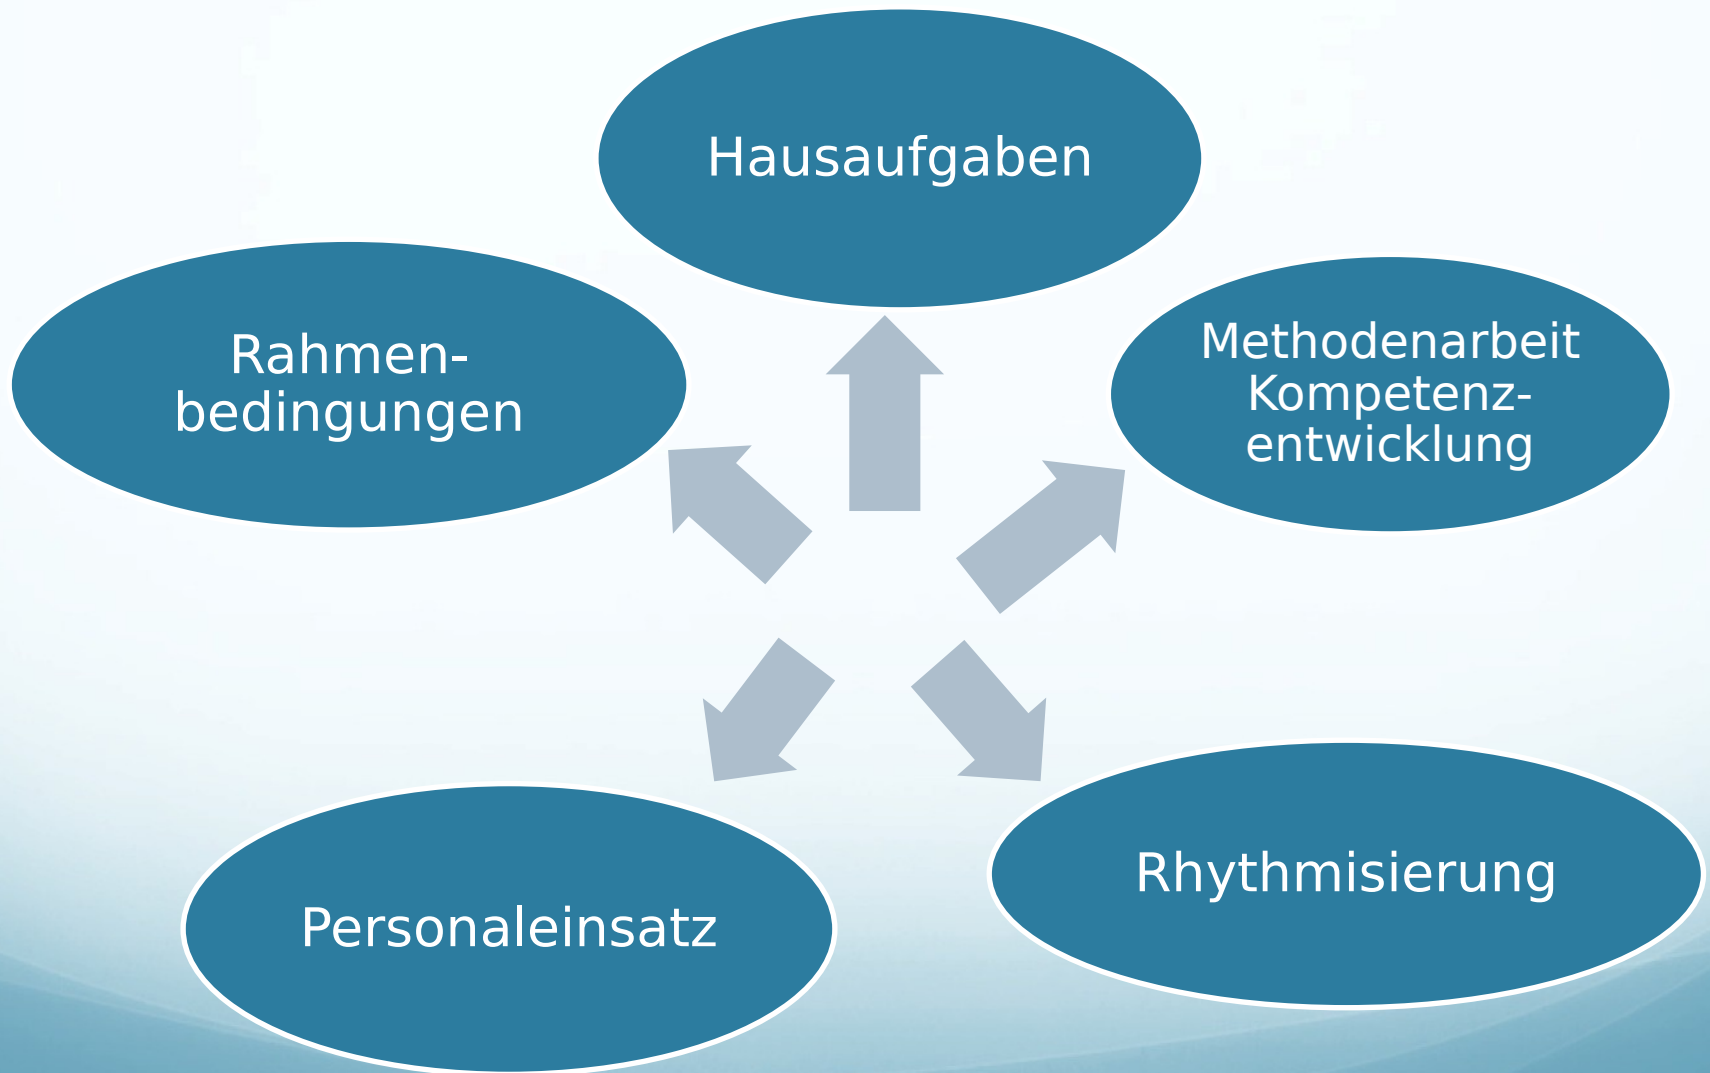 Hausaufgaben
Rahmen-
bedingungen
Methodenarbeit
Kompetenz-
entwicklung
Rhythmisierung
Personaleinsatz